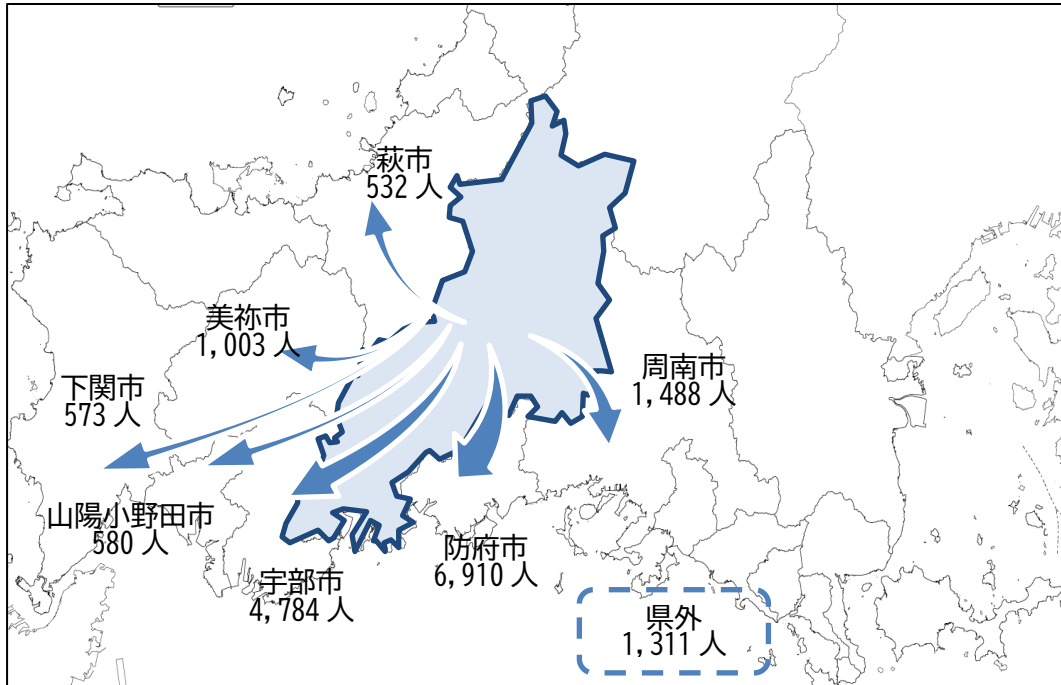 萩市
532 人
美祢市
1,003 人
下関市
573 人
周南市
1,488 人
山陽小野田市
580 人
防府市
6,910 人
宇部市
4,784 人
県外
1,311 人